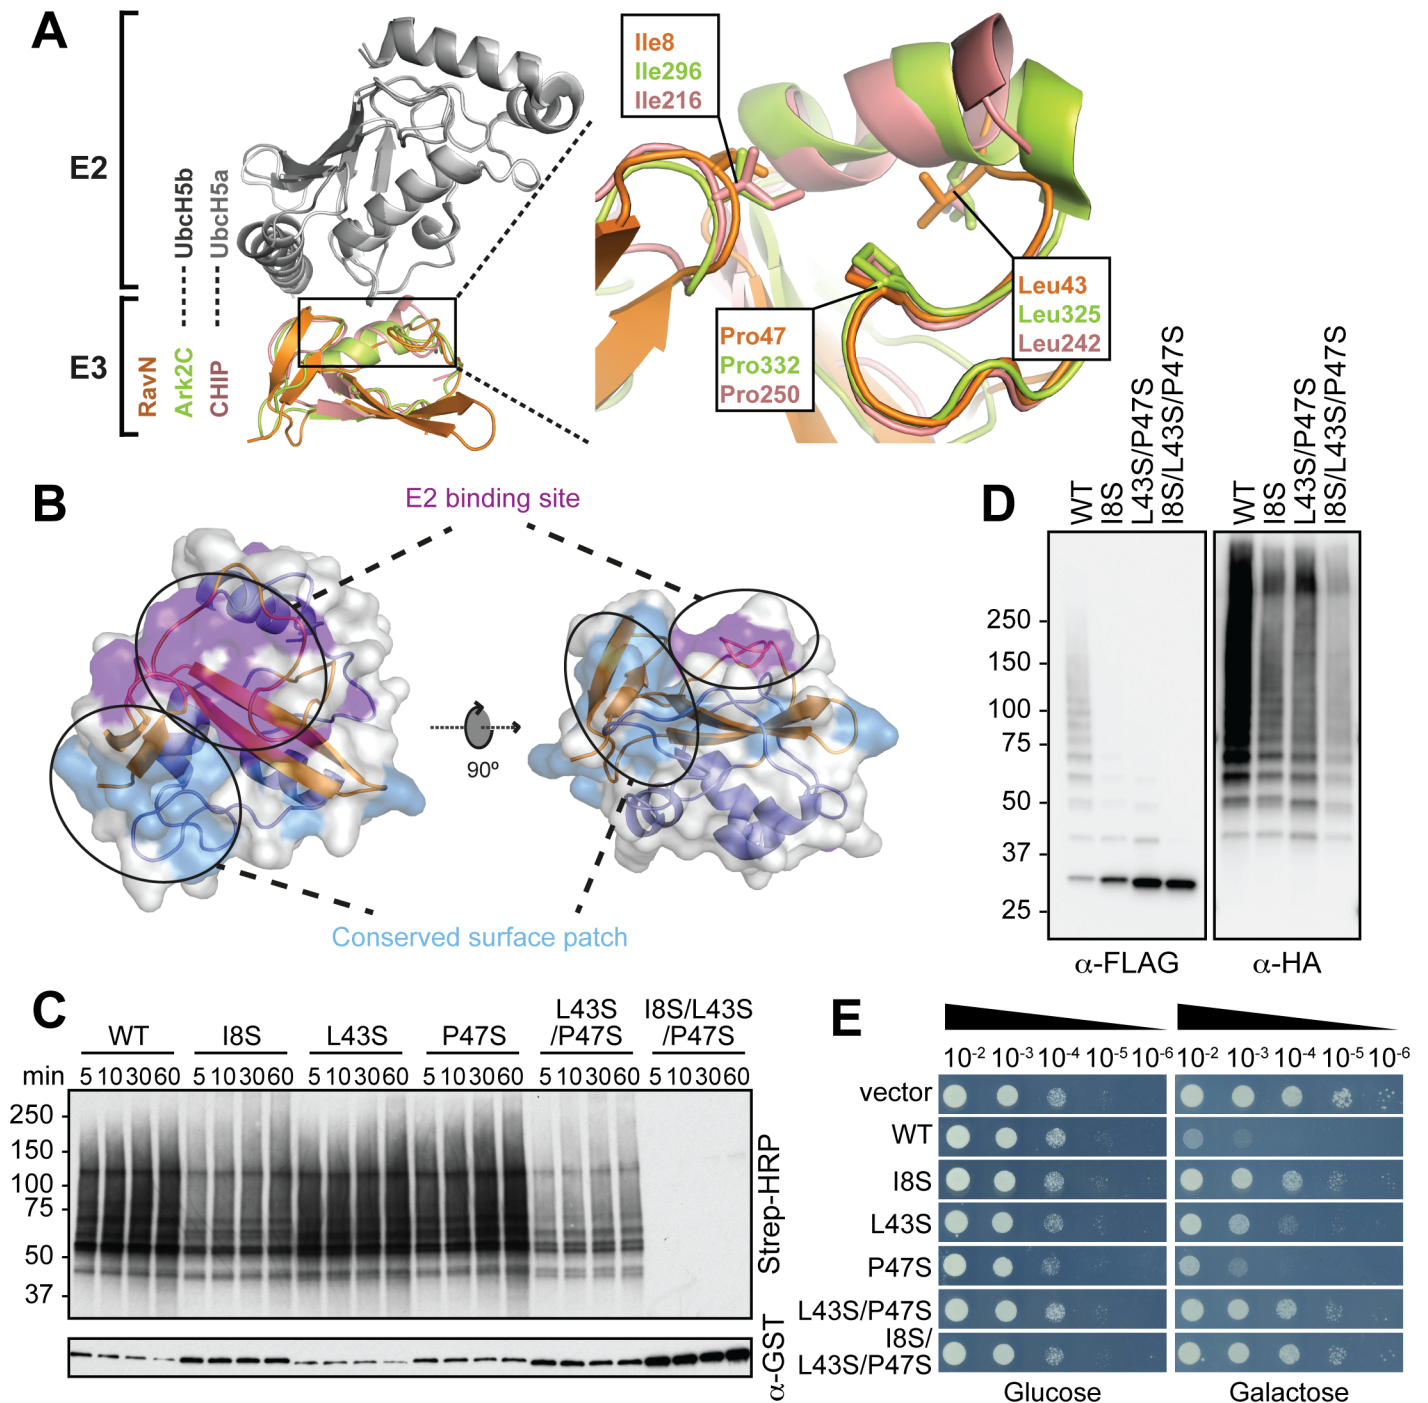 A
E2
E3
UbcH5b
UbcH5a
RavN
Ark2C
CHIP
Ile8
Ile296
Ile216
Pro47
Pro332
Pro250
Leu43
Leu325
Leu242
B
E2 binding site
90º
Conserved surface patch
C
WT I8S L43S P47S L43S/P47S I8S/L43S/P47S
min 5 10 30 60 5 10 30 60 5 10 30 60 5 10 30 60 5 10 30 60 5 10 30 60
250
150
100
75
50
37
Strep-HRP
α-GST
D
WT I8S L43S/P47S I8S/L43S/P47S WT I8S L43S/P47S I8S/L43S/P47S
250
150
100
75
50
37
25
α-FLAG α-HA
E
10-2 10-3 10-4 10-5 10-6 10-2 10-3 10-4 10-5 10-6
vector
WT
I8S
L43S
P47S
L43S/P47S
I8S/
L43S/P47S
Glucose Galactose